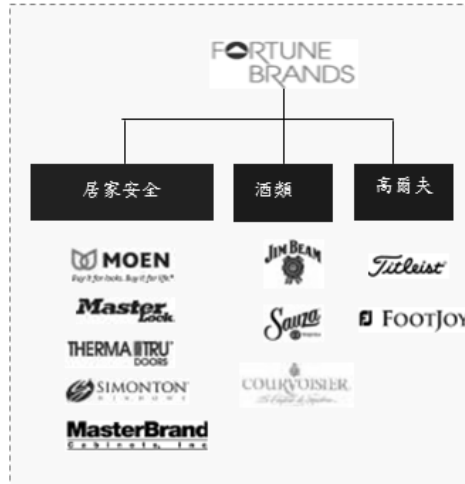 FORTUNE
BRANDS
居家安全
酒類
高爾夫
MOEN
Buy it for looks. Buy it for life.®
Master
Lock
THERMA TRU
DOORS
SIMONTON
WINDOWS
MasterBrand
Cabinets, Inc
JIM BEAM
Sauza
COURVOISIER
Titleist
FJ FOOTJOY